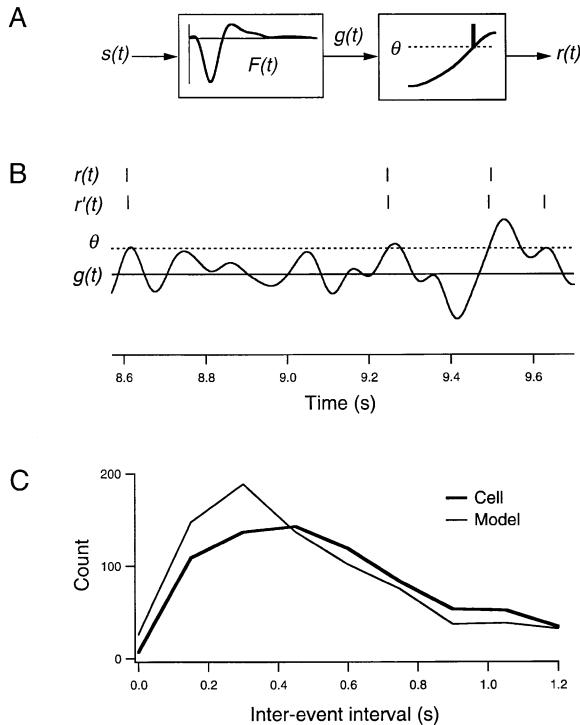 A
s(t)
F(t)
g(t)
θ
r(t)
B
r(t)
r'(t)
θ
g(t)
8.6 8.8 9.0 9.2 9.4 9.6
Time (s)
C
200
100
0
Count
Cell
Model
0.0 0.2 0.4 0.6 0.8 1.0 1.2
Inter-event interval (s)